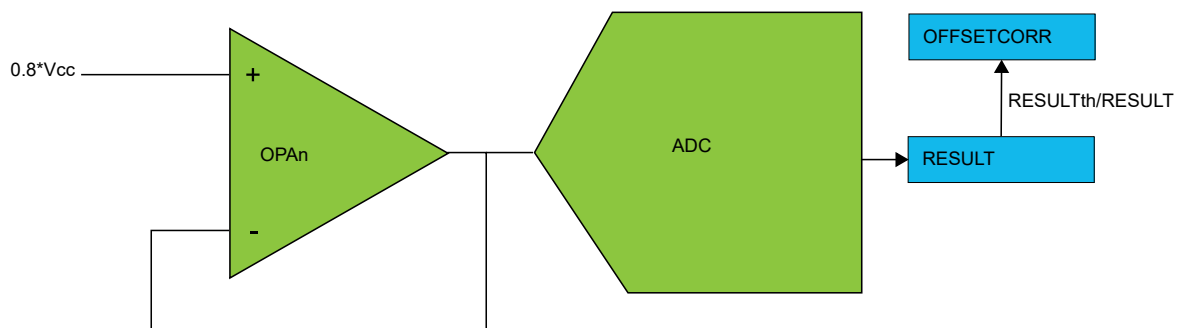 OFFSETCORR
0.8*Vcc
+
RESULTth/RESULT
OPAn
ADC
RESULT
-